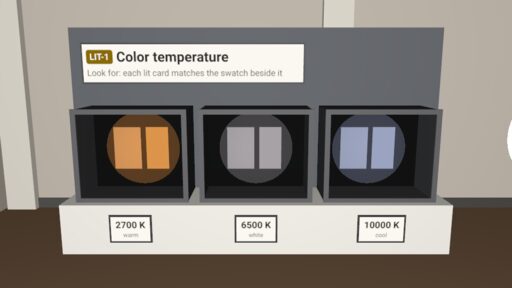 LIT-1 Color temperature
Look for: each lit card matches the swatch beside it
2700 K
warm
6500 K
white
10000 K
cool